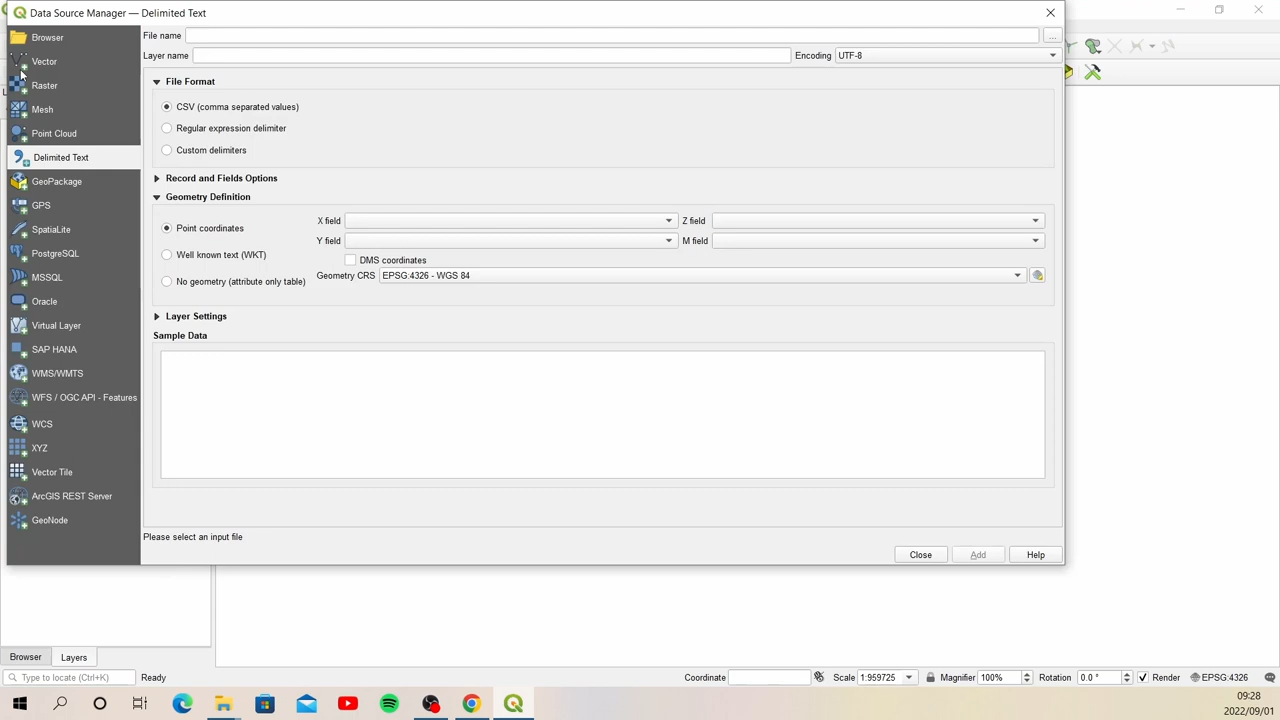 Data Source Manager — Delimited Text
Browser
Vector
Raster
Mesh
Point Cloud
Delimited Text
GeoPackage
GPS
SpatiaLite
PostgreSQL
MSSQL
Oracle
Virtual Layer
SAP HANA
WMS/WMTS
WFS / OGC API - Features
WCS
XYZ
Vector Tile
ArcGIS REST Server
GeoNode
File name
...
Layer name
Encoding UTF-8
File Format
CSV (comma separated values)
Regular expression delimiter
Custom delimiters
Record and Fields Options
Geometry Definition
Point coordinates
Well known text (WKT)
No geometry (attribute only table)
X field
Z field
Y field
M field
DMS coordinates
Geometry CRS EPSG:4326 - WGS 84
Layer Settings
Sample Data
Please select an input file
Close Add Help
Browser Layers
Type to locate (Ctrl+K) Ready Coordinate Scale 1:959725 Magnifier 100% Rotation 0.0 ° Render EPSG:4326
09:28
2022/09/01